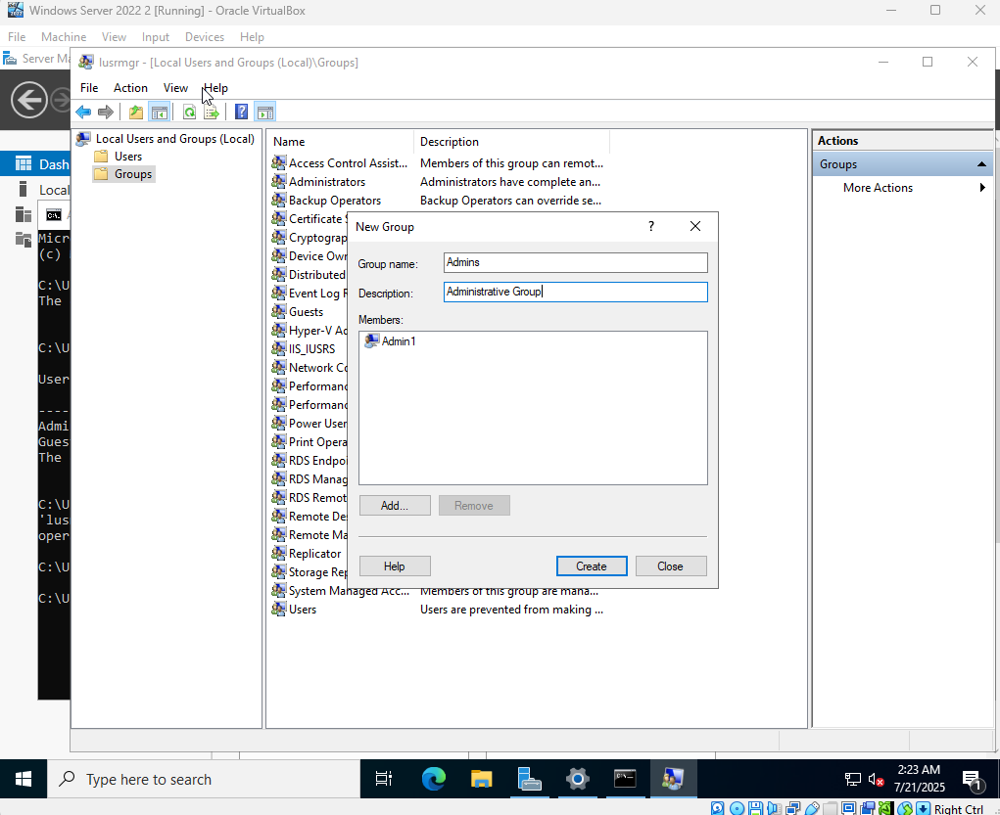 Windows Server 2022 2 [Running] - Oracle VirtualBox
File Machine View Input Devices Help
Server Ma
lusrmgr - [Local Users and Groups (Local)\Groups]
File Action View Help
Dash
Local
Micr
(c)
C:\U
The
C:\U
User
----
Admi
Gues
The
C:\U
'lus
oper
C:\U
C:\U
Local Users and Groups (Local)
Users
Groups
Name Description
Access Control Assist... Members of this group can remot...
Administrators Administrators have complete an...
Backup Operators Backup Operators can override se...
Certificate S
Cryptograp
Device Own
Distributed
Event Log R
Guests
Hyper-V Ad
IIS_IUSRS
Network Co
Performanc
Performanc
Power User
Print Opera
RDS Endpoi
RDS Manag
RDS Remot
Remote De
Remote Ma
Replicator
Storage Rep
System Managed Acc... Members of this group are mana...
Users Users are prevented from making ...
Actions
Groups
More Actions
New Group
?
Group name: Admins
Description: Administrative Group
Members:
Admin1
Add... Remove
Help Create Close
Type here to search
2:23 AM
7/21/2025
1
Right Ctrl